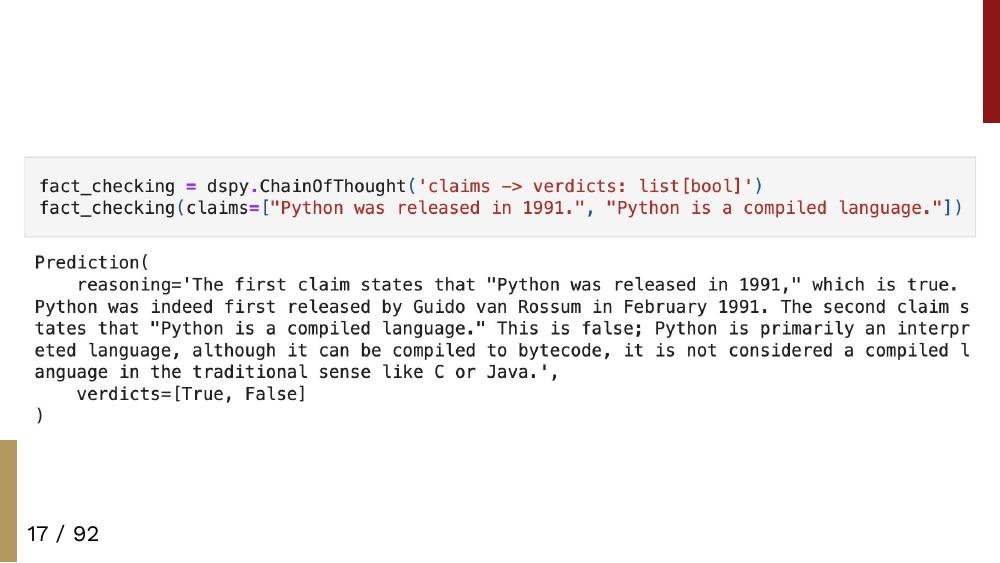 fact_checking = dspy.ChainOfThought('claims -> verdicts: list[bool]')
fact_checking(claims=["Python was released in 1991.", "Python is a compiled language."])
Prediction(
    reasoning='The first claim states that "Python was released in 1991," which is true.
Python was indeed first released by Guido van Rossum in February 1991. The second claim s
tates that "Python is a compiled language." This is false; Python is primarily an interpr
eted language, although it can be compiled to bytecode, it is not considered a compiled l
anguage in the traditional sense like C or Java.',
    verdicts=[True, False]
)
17 / 92